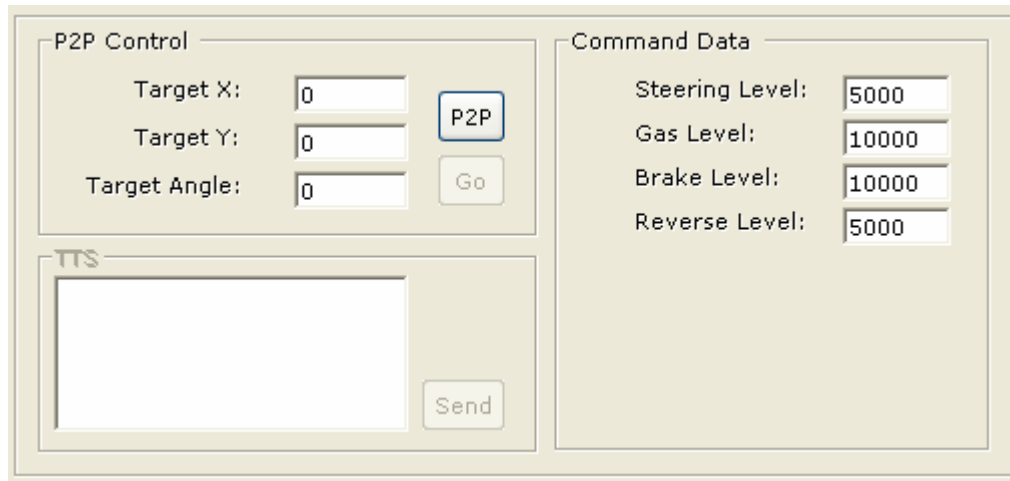 P2P Control
Target X: 0
Target Y: 0
Target Angle: 0
P2P
Go
TTS
Send
Command Data
Steering Level: 5000
Gas Level: 10000
Brake Level: 10000
Reverse Level: 5000